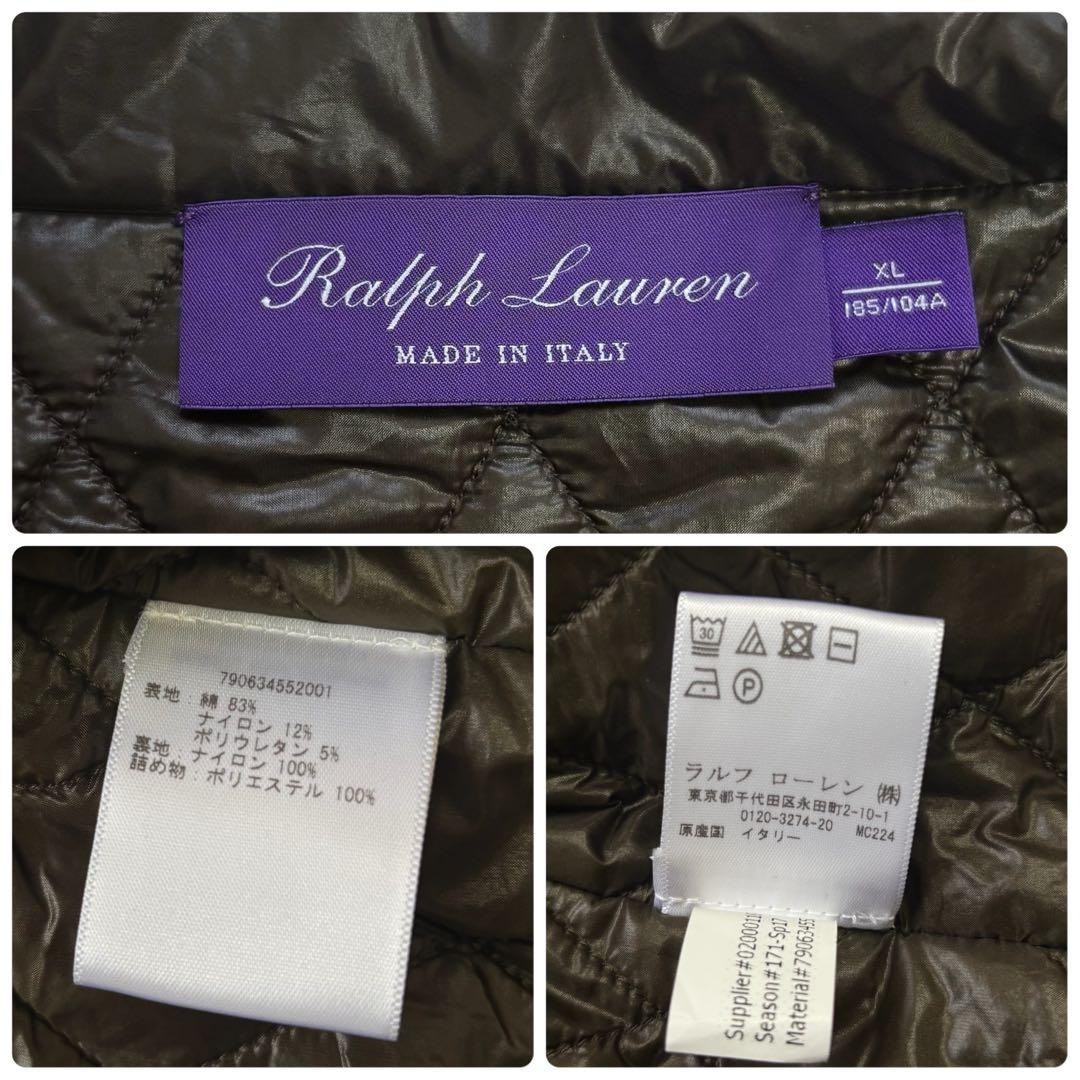 Ralph Lauren
MADE IN ITALY
XL
185/104A
790634552001
表地 : 綿 83%
ナイロン 12%
ポリウレタン 5%
裏地 : ナイロン 100%
詰め物 : ポリエステル 100%
30
P
ラルフ ローレン ㈱
東京都千代田区永田町2-10-1
0120-3274-20 MC224
原産国 イタリー
Supplier#02000110
Season#171-Sp17
Material#79063455